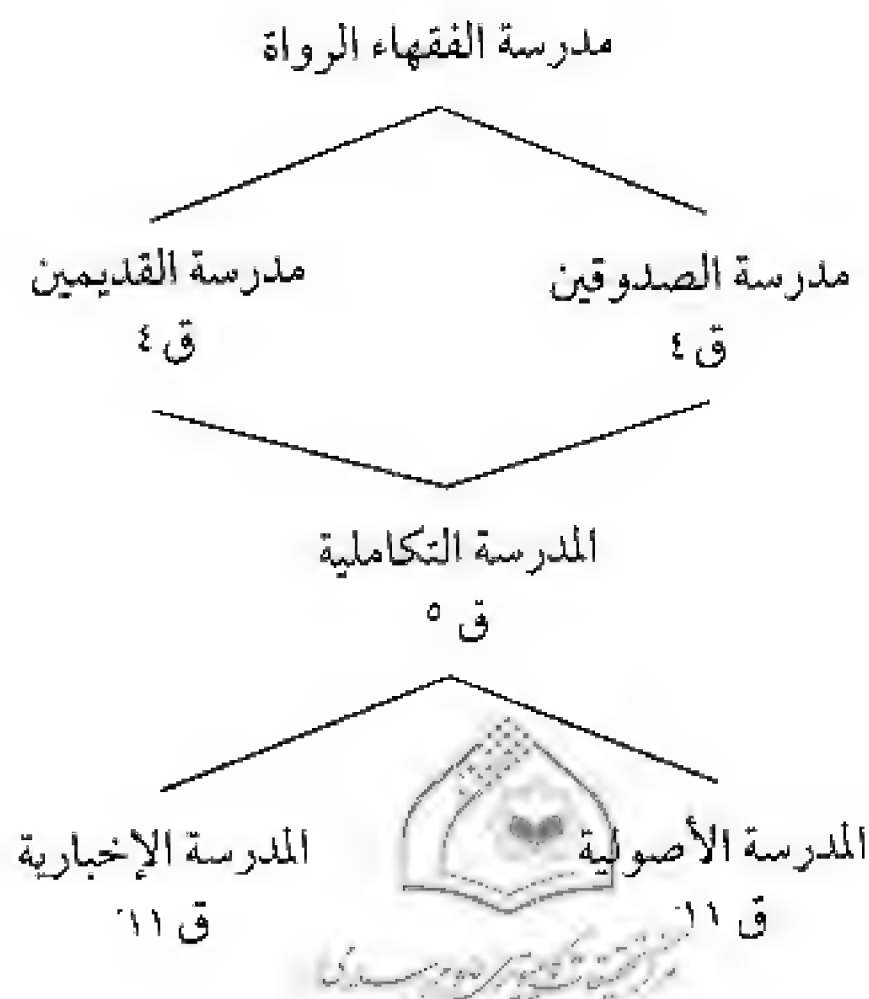 مدرسة الفقهاء الرواة
مدرسة الصدوقين
ق ٤
مدرسة القديمين
ق ٤
المدرسة التكاملية
ق ٥
المدرسة الأصولية
ق ١١
المدرسة الإخبارية
ق ١١